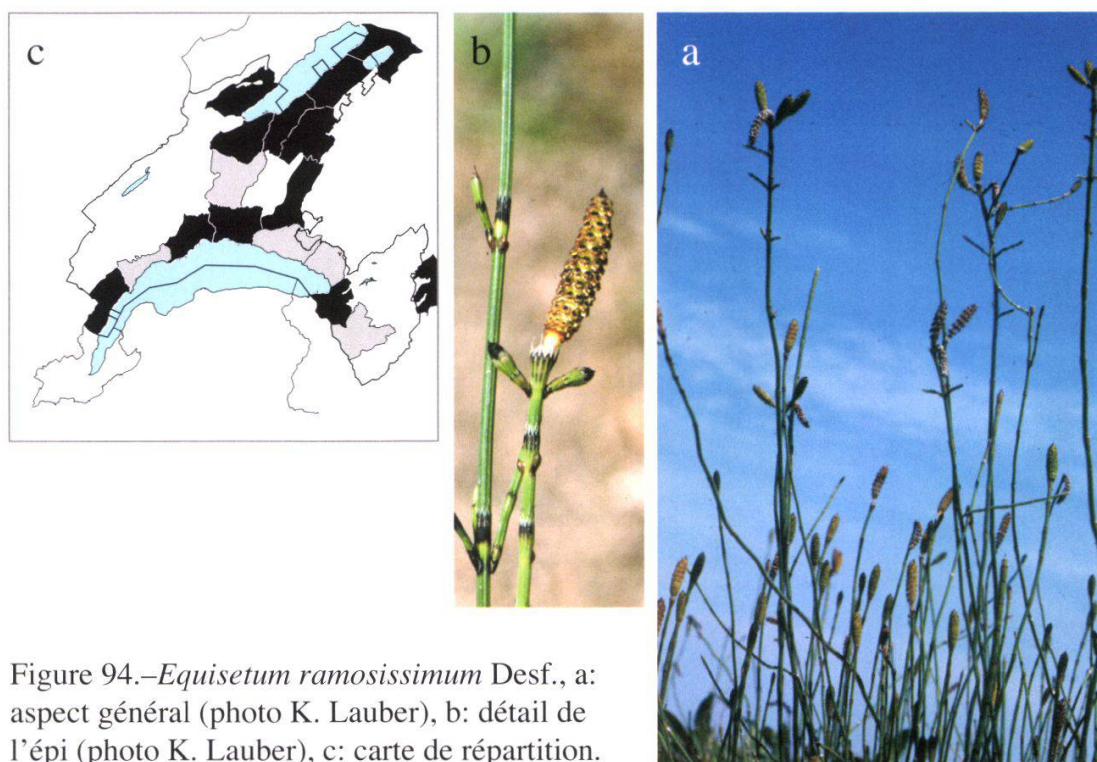 c
b
a
Figure 94.–Equisetum ramosissimum Desf., a:
aspect général (photo K. Lauber), b: détail de
l'épi (photo K. Lauber), c: carte de répartition.